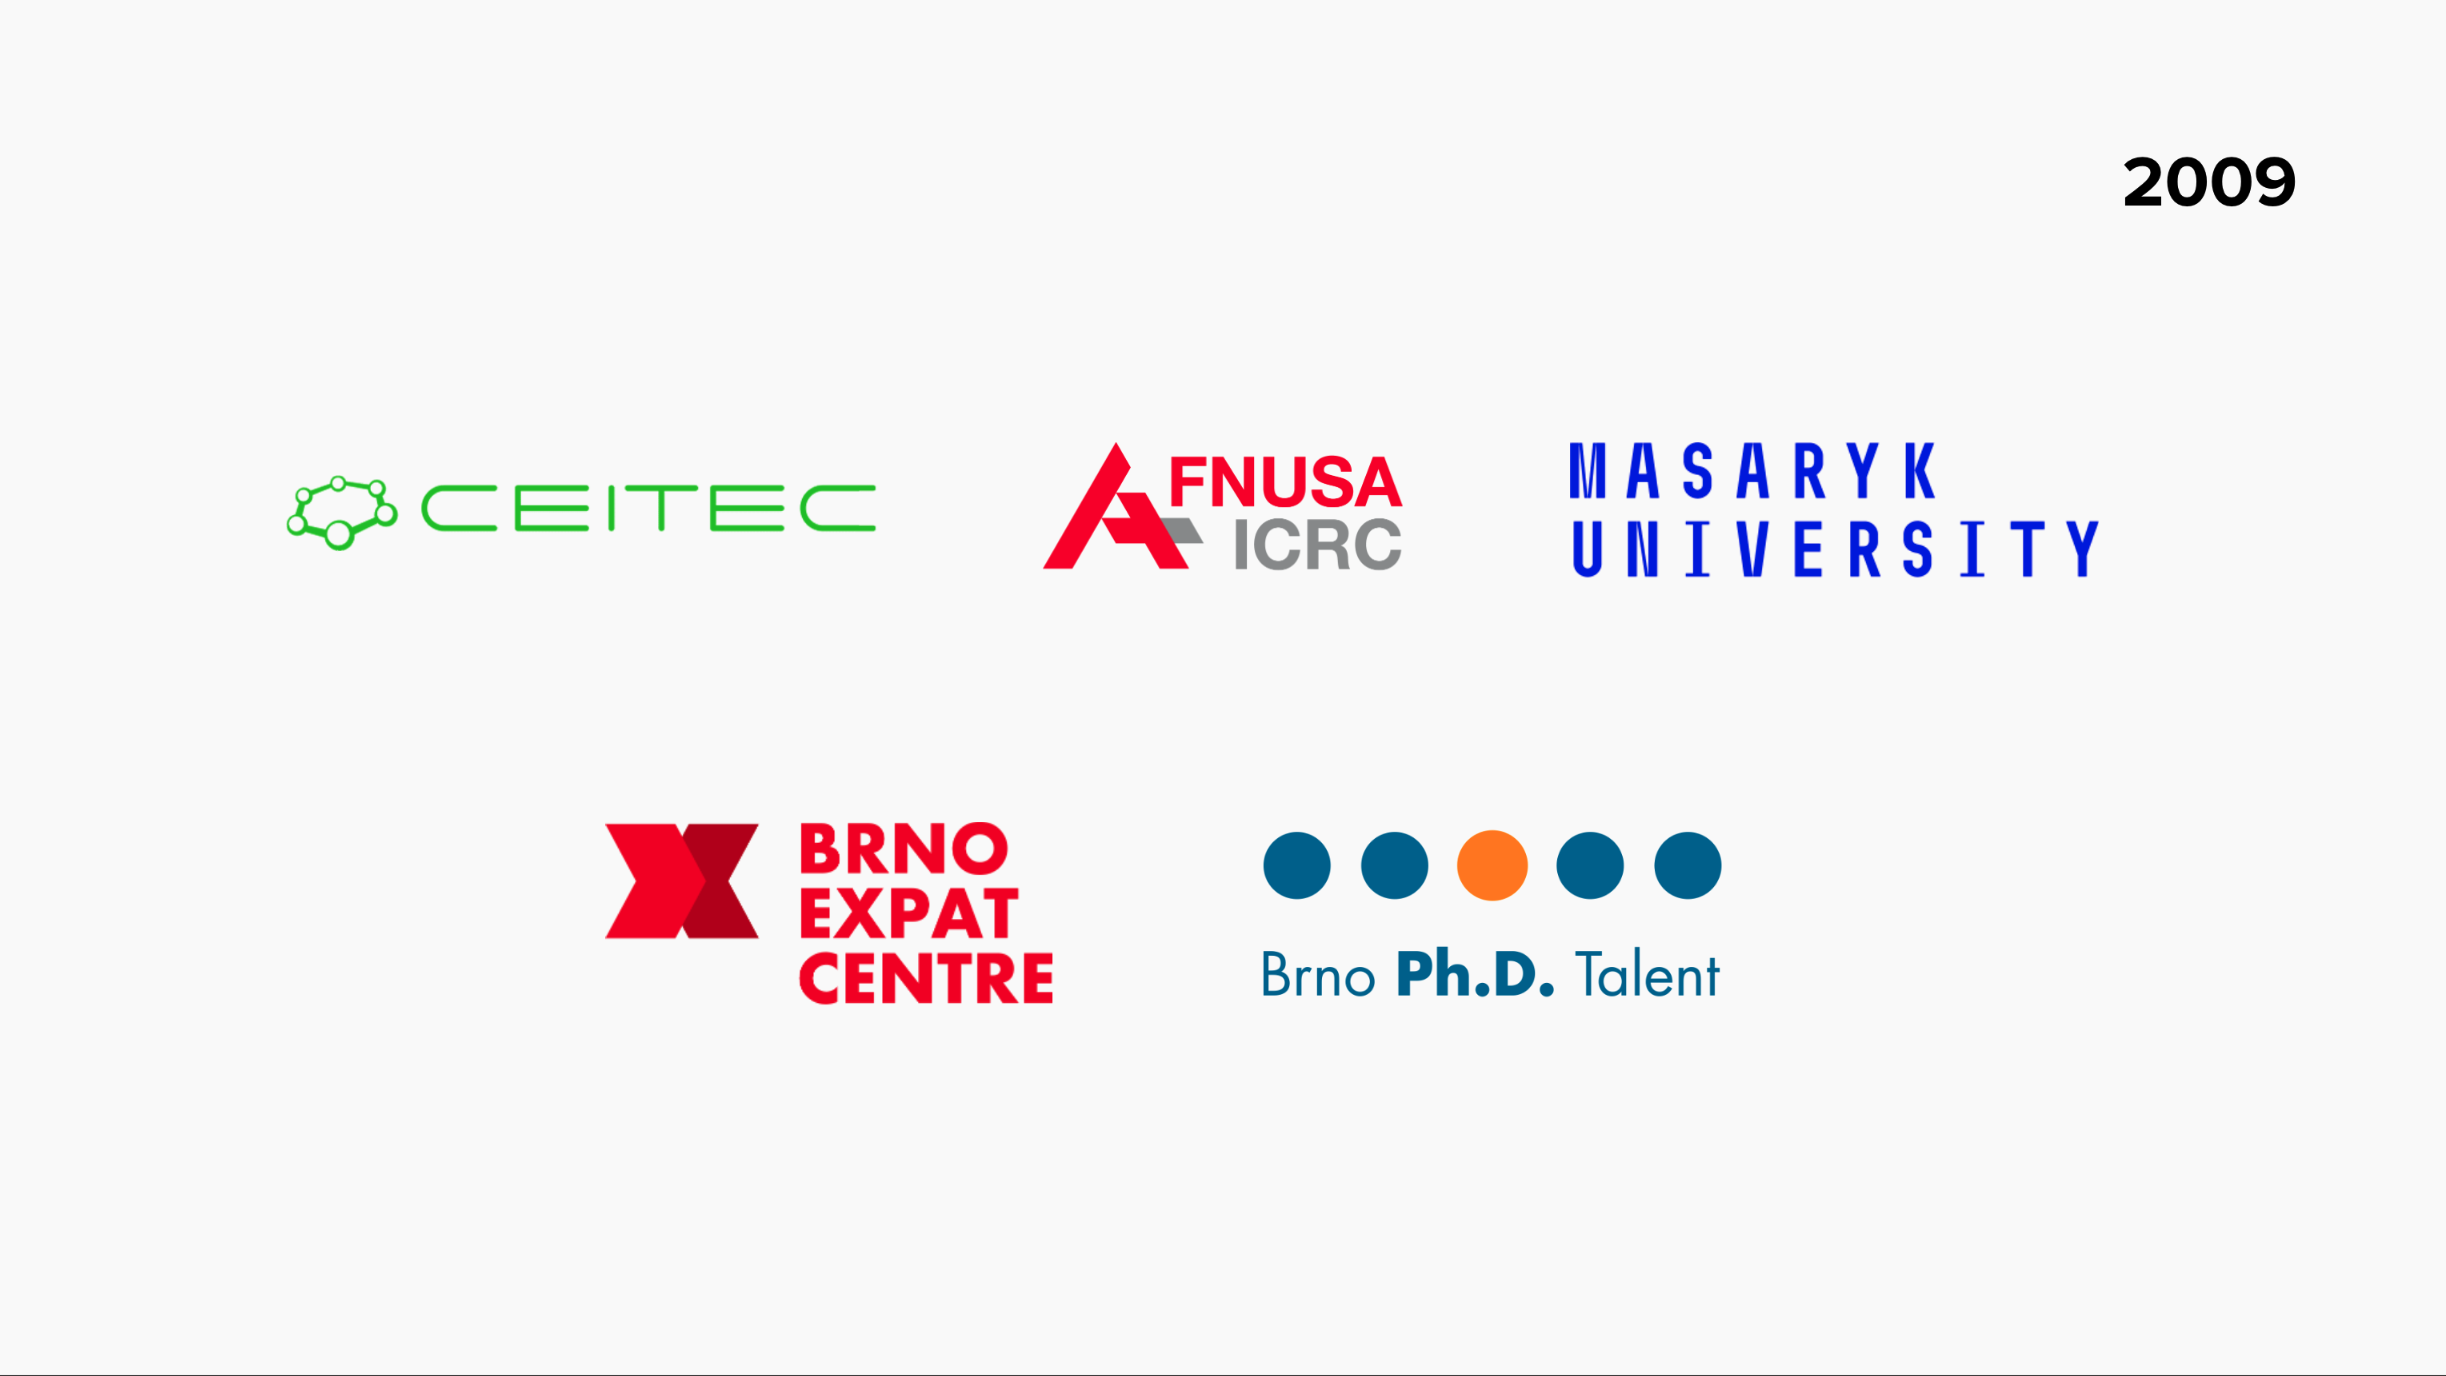 2009
CEITEC
FNUSA
ICRC
MASARYK
UNIVERSITY
BRNO
EXPAT
CENTRE
Brno Ph.D. Talent